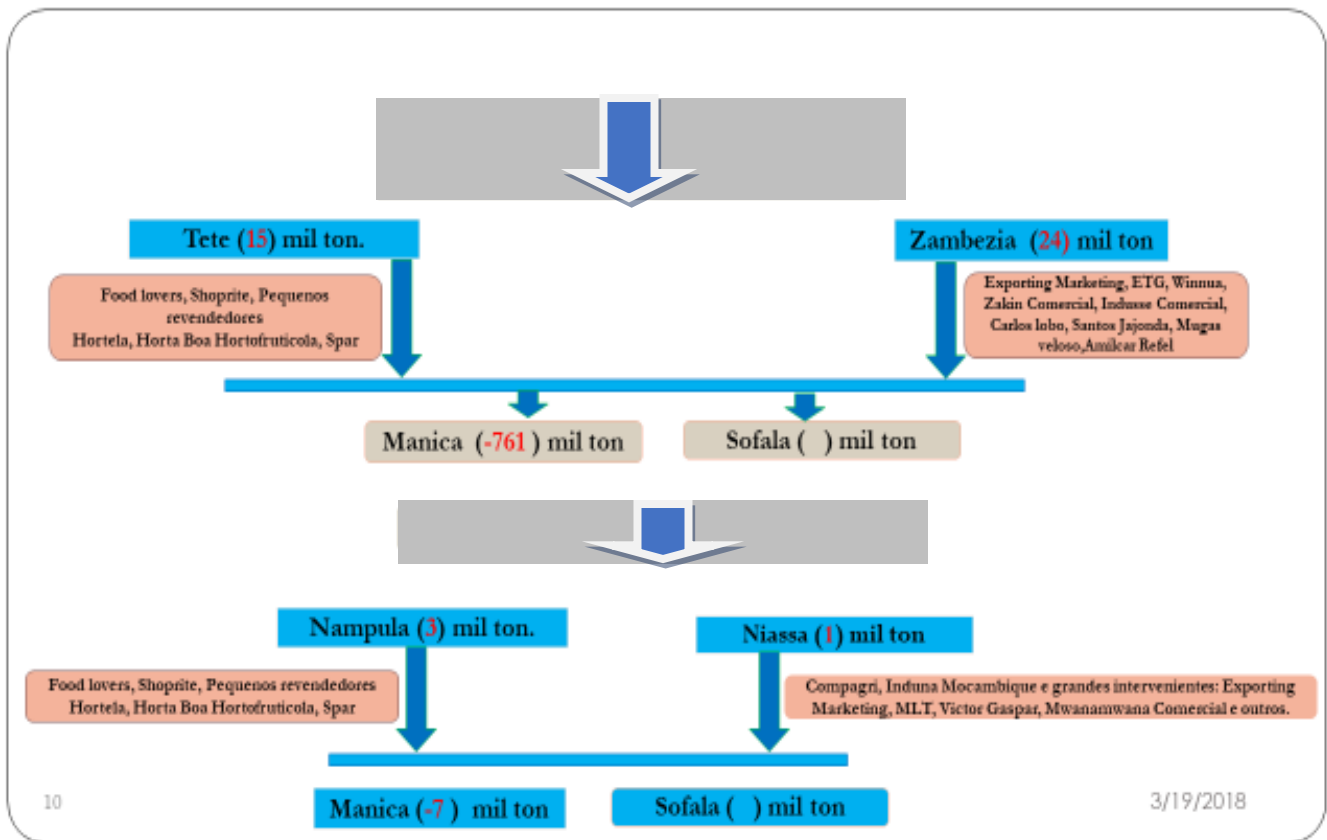 Tete (15) mil ton.
Zambezia (24) mil ton
Food lovers, Shoprite, Pequenos
revendedores
Hortela, Horta Boa Hortofruticola, Spar
Exporting Marketing, ETG, Winnua,
Zakin Comercial, Indusse Comercial,
Carlos lobo, Santos Jajonda, Mugas
veloso,Amilcar Refel
Manica (-761 ) mil ton
Sofala ( ) mil ton
Nampula (3) mil ton.
Niassa (1) mil ton
Food lovers, Shoprite, Pequenos revendedores
Hortela, Horta Boa Hortofruticola, Spar
Compagri, Induna Mocambique e grandes intervenientes: Exporting
Marketing, MLT, Victor Gaspar, Mwanamwana Comercial e outros.
Manica (-7 ) mil ton
Sofala ( ) mil ton
10
3/19/2018